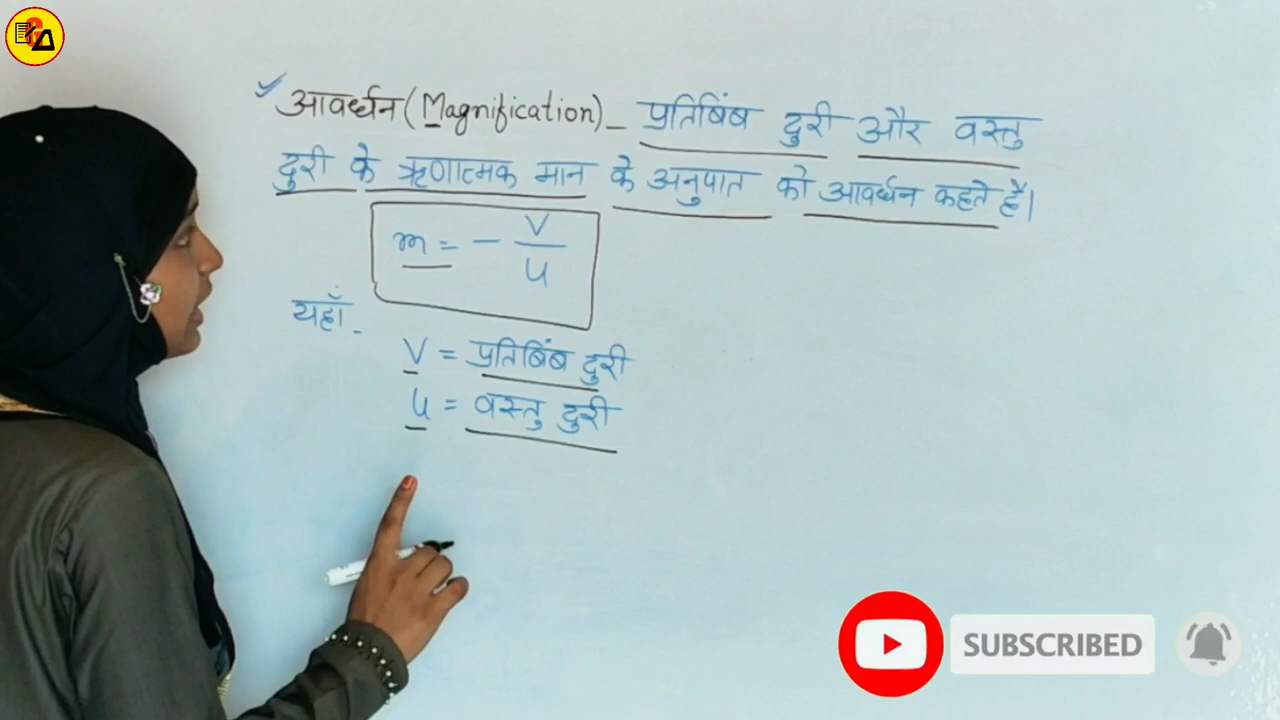 आवर्ध्धन (Magnification) _ प्रतिबिंब दुरी और वस्तु
दुरी के ऋणात्मक मान के अनुपात को आवर्ध्धन कहते है।
m = - v/u
यहाँ -
v = प्रतिबिंब दुरी
u = वस्तु दुरी
SUBSCRIBED